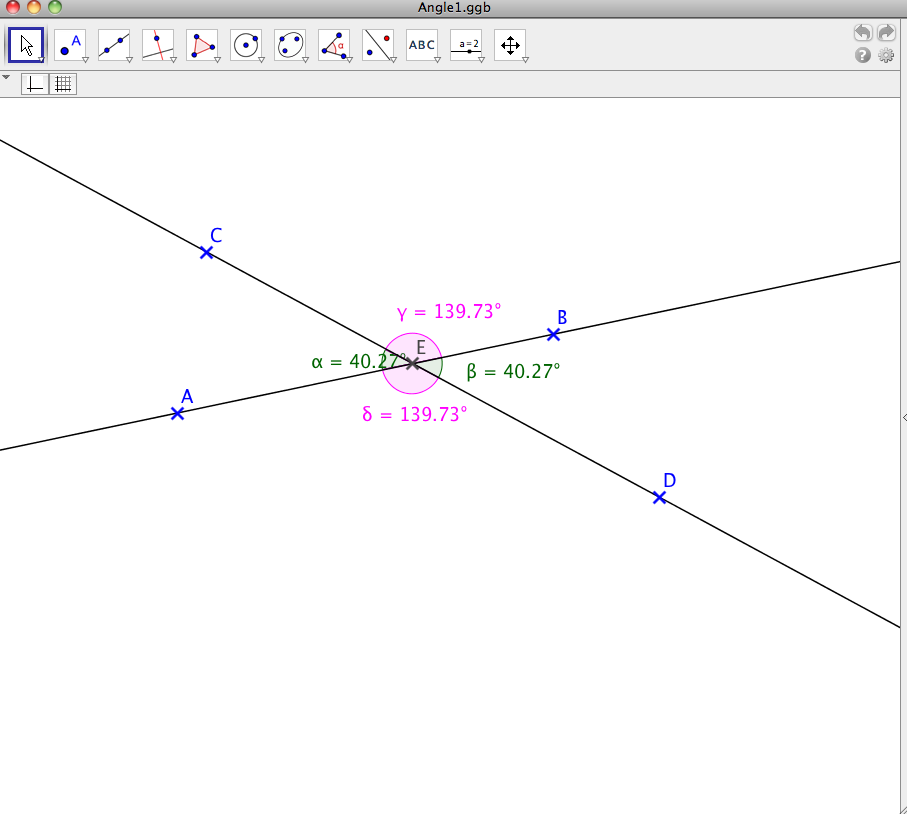 Angle1.ggb
A
α
ABC
a=2
?
C
γ = 139.73°
B
E
α = 40.27°
β = 40.27°
A
δ = 139.73°
D